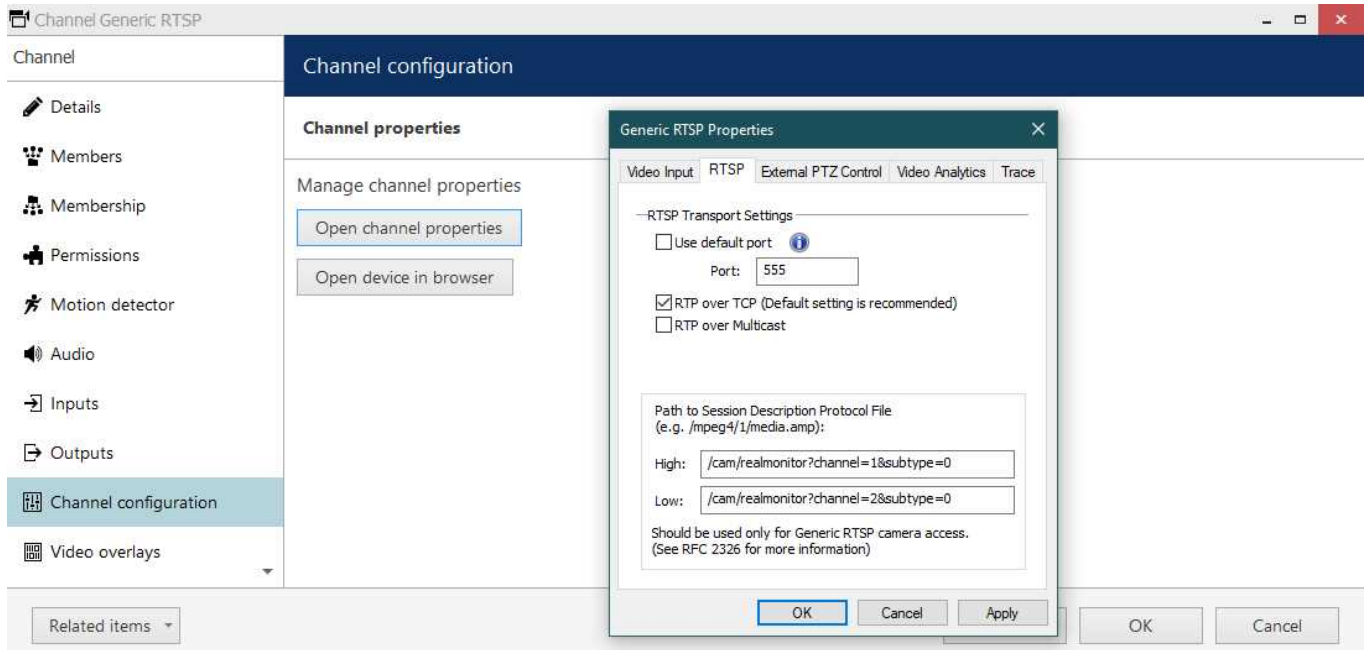 Channel Generic RTSP
Channel
Channel configuration
Details
Members
Membership
Permissions
Motion detector
Audio
Inputs
Outputs
Channel configuration
Video overlays
Channel properties
Manage channel properties
Open channel properties
Open device in browser
Generic RTSP Properties
Video Input RTSP External PTZ Control Video Analytics Trace
RTSP Transport Settings
Use default port
Port: 555
RTP over TCP (Default setting is recommended)
RTP over Multicast
Path to Session Description Protocol File
(e.g. /mpeg4/1/media.amp):
High: /cam/realmonitor?channel=1&subtype=0
Low: /cam/realmonitor?channel=2&subtype=0
Should be used only for Generic RTSP camera access.
(See RFC 2326 for more information)
OK Cancel Apply
Related items OK Cancel